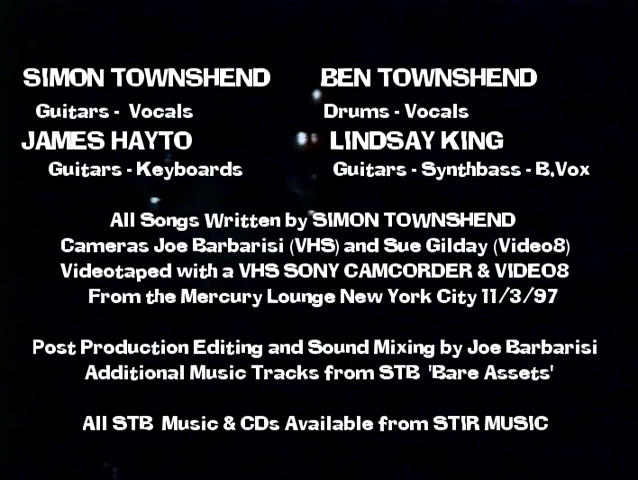 SIMON TOWNSHEND BEN TOWNSHEND
Guitars - Vocals Drums - Vocals
JAMES HAYTO LINDSAY KING
Guitars - Keyboards Guitars - Synthbass - B.Vox
All Songs Written by SIMON TOWNSHEND
Cameras Joe Barbarisi (VHS) and Sue Gilday (Video8)
Videotaped with a VHS SONY CAMCORDER & VIDEO8
From the Mercury Lounge New York City 11/3/97
Post Production Editing and Sound Mixing by Joe Barbarisi
Additional Music Tracks from STB 'Bare Assets'
All STB Music & CDs Available from STIR MUSIC